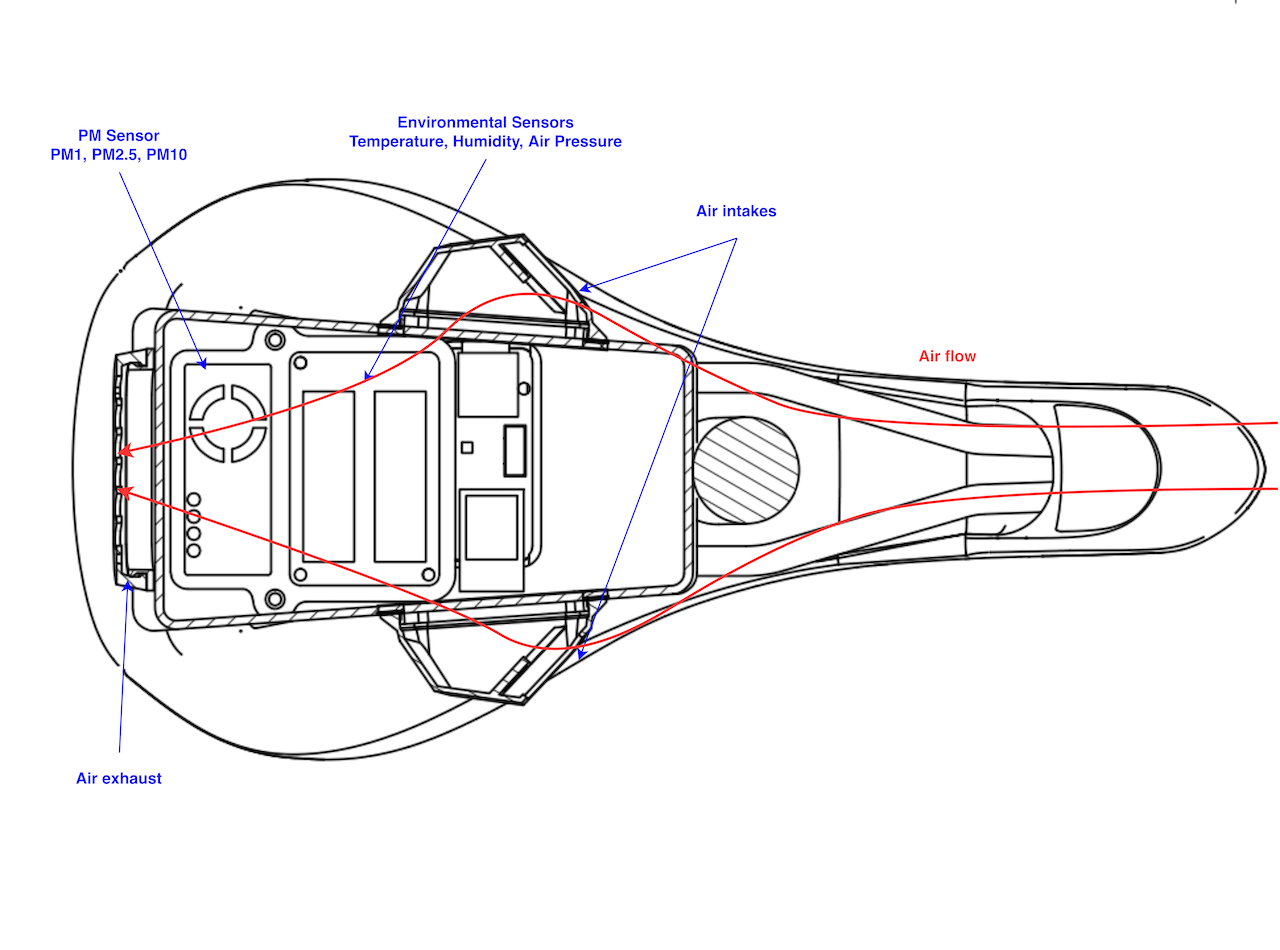 Environmental Sensors
Temperature, Humidity, Air Pressure
PM Sensor
PM1, PM2.5, PM10
Air intakes
Air flow
Air exhaust